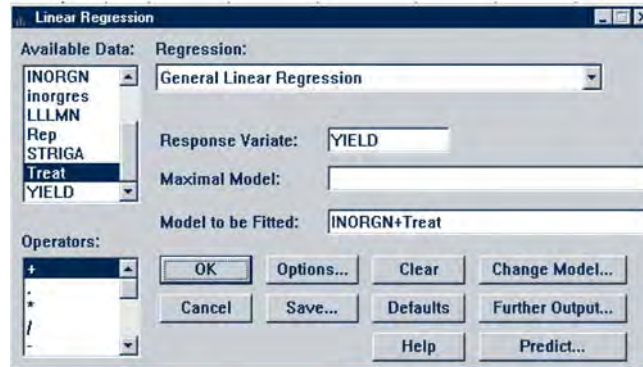 Linear Regression
Available Data:
INORGN
inorgres
LLLMN
Rep
STRIGA
Treat
YIELD
Operators:
+
.
*
/
-
Regression:
General Linear Regression
Response Variate: YIELD
Maximal Model:
Model to be Fitted: INORGN+Treat
OK Options... Clear Change Model...
Cancel Save... Defaults Further Output...
Help Predict...